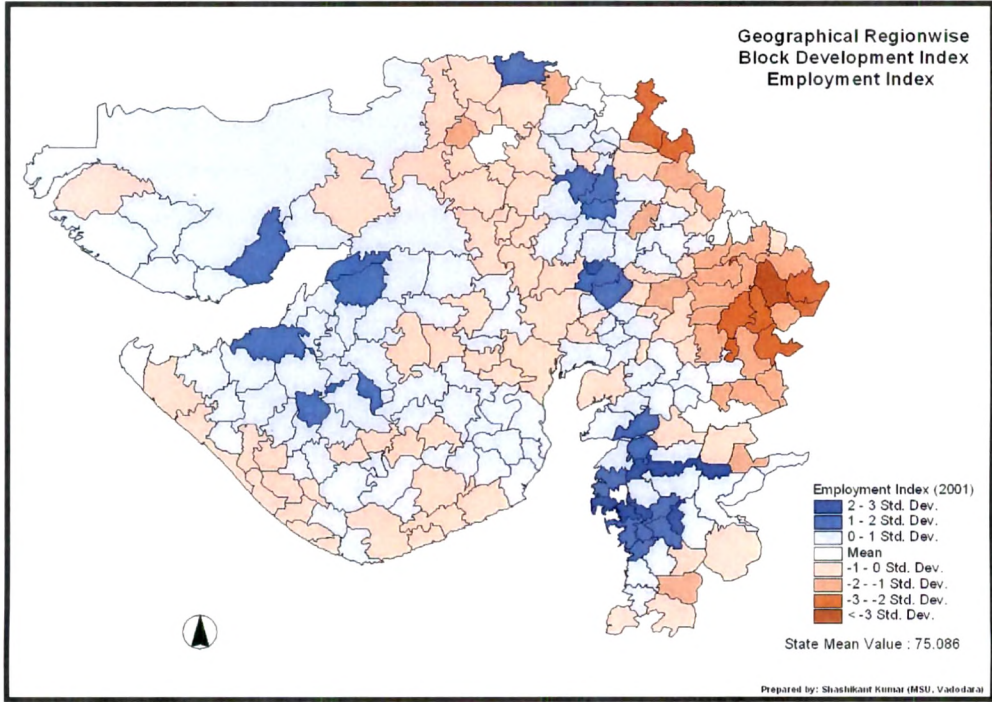 Geographical Regionwise
Block Development Index
Employment Index
Employment Index (2001)
2 - 3 Std. Dev.
1 - 2 Std. Dev.
0 - 1 Std. Dev.
Mean
-1 - 0 Std. Dev.
-2 - -1 Std. Dev.
-3 - -2 Std. Dev.
< -3 Std. Dev.
State Mean Value : 75.086
Prepared by: Shashikant Kumar (MSU, Vadodara)